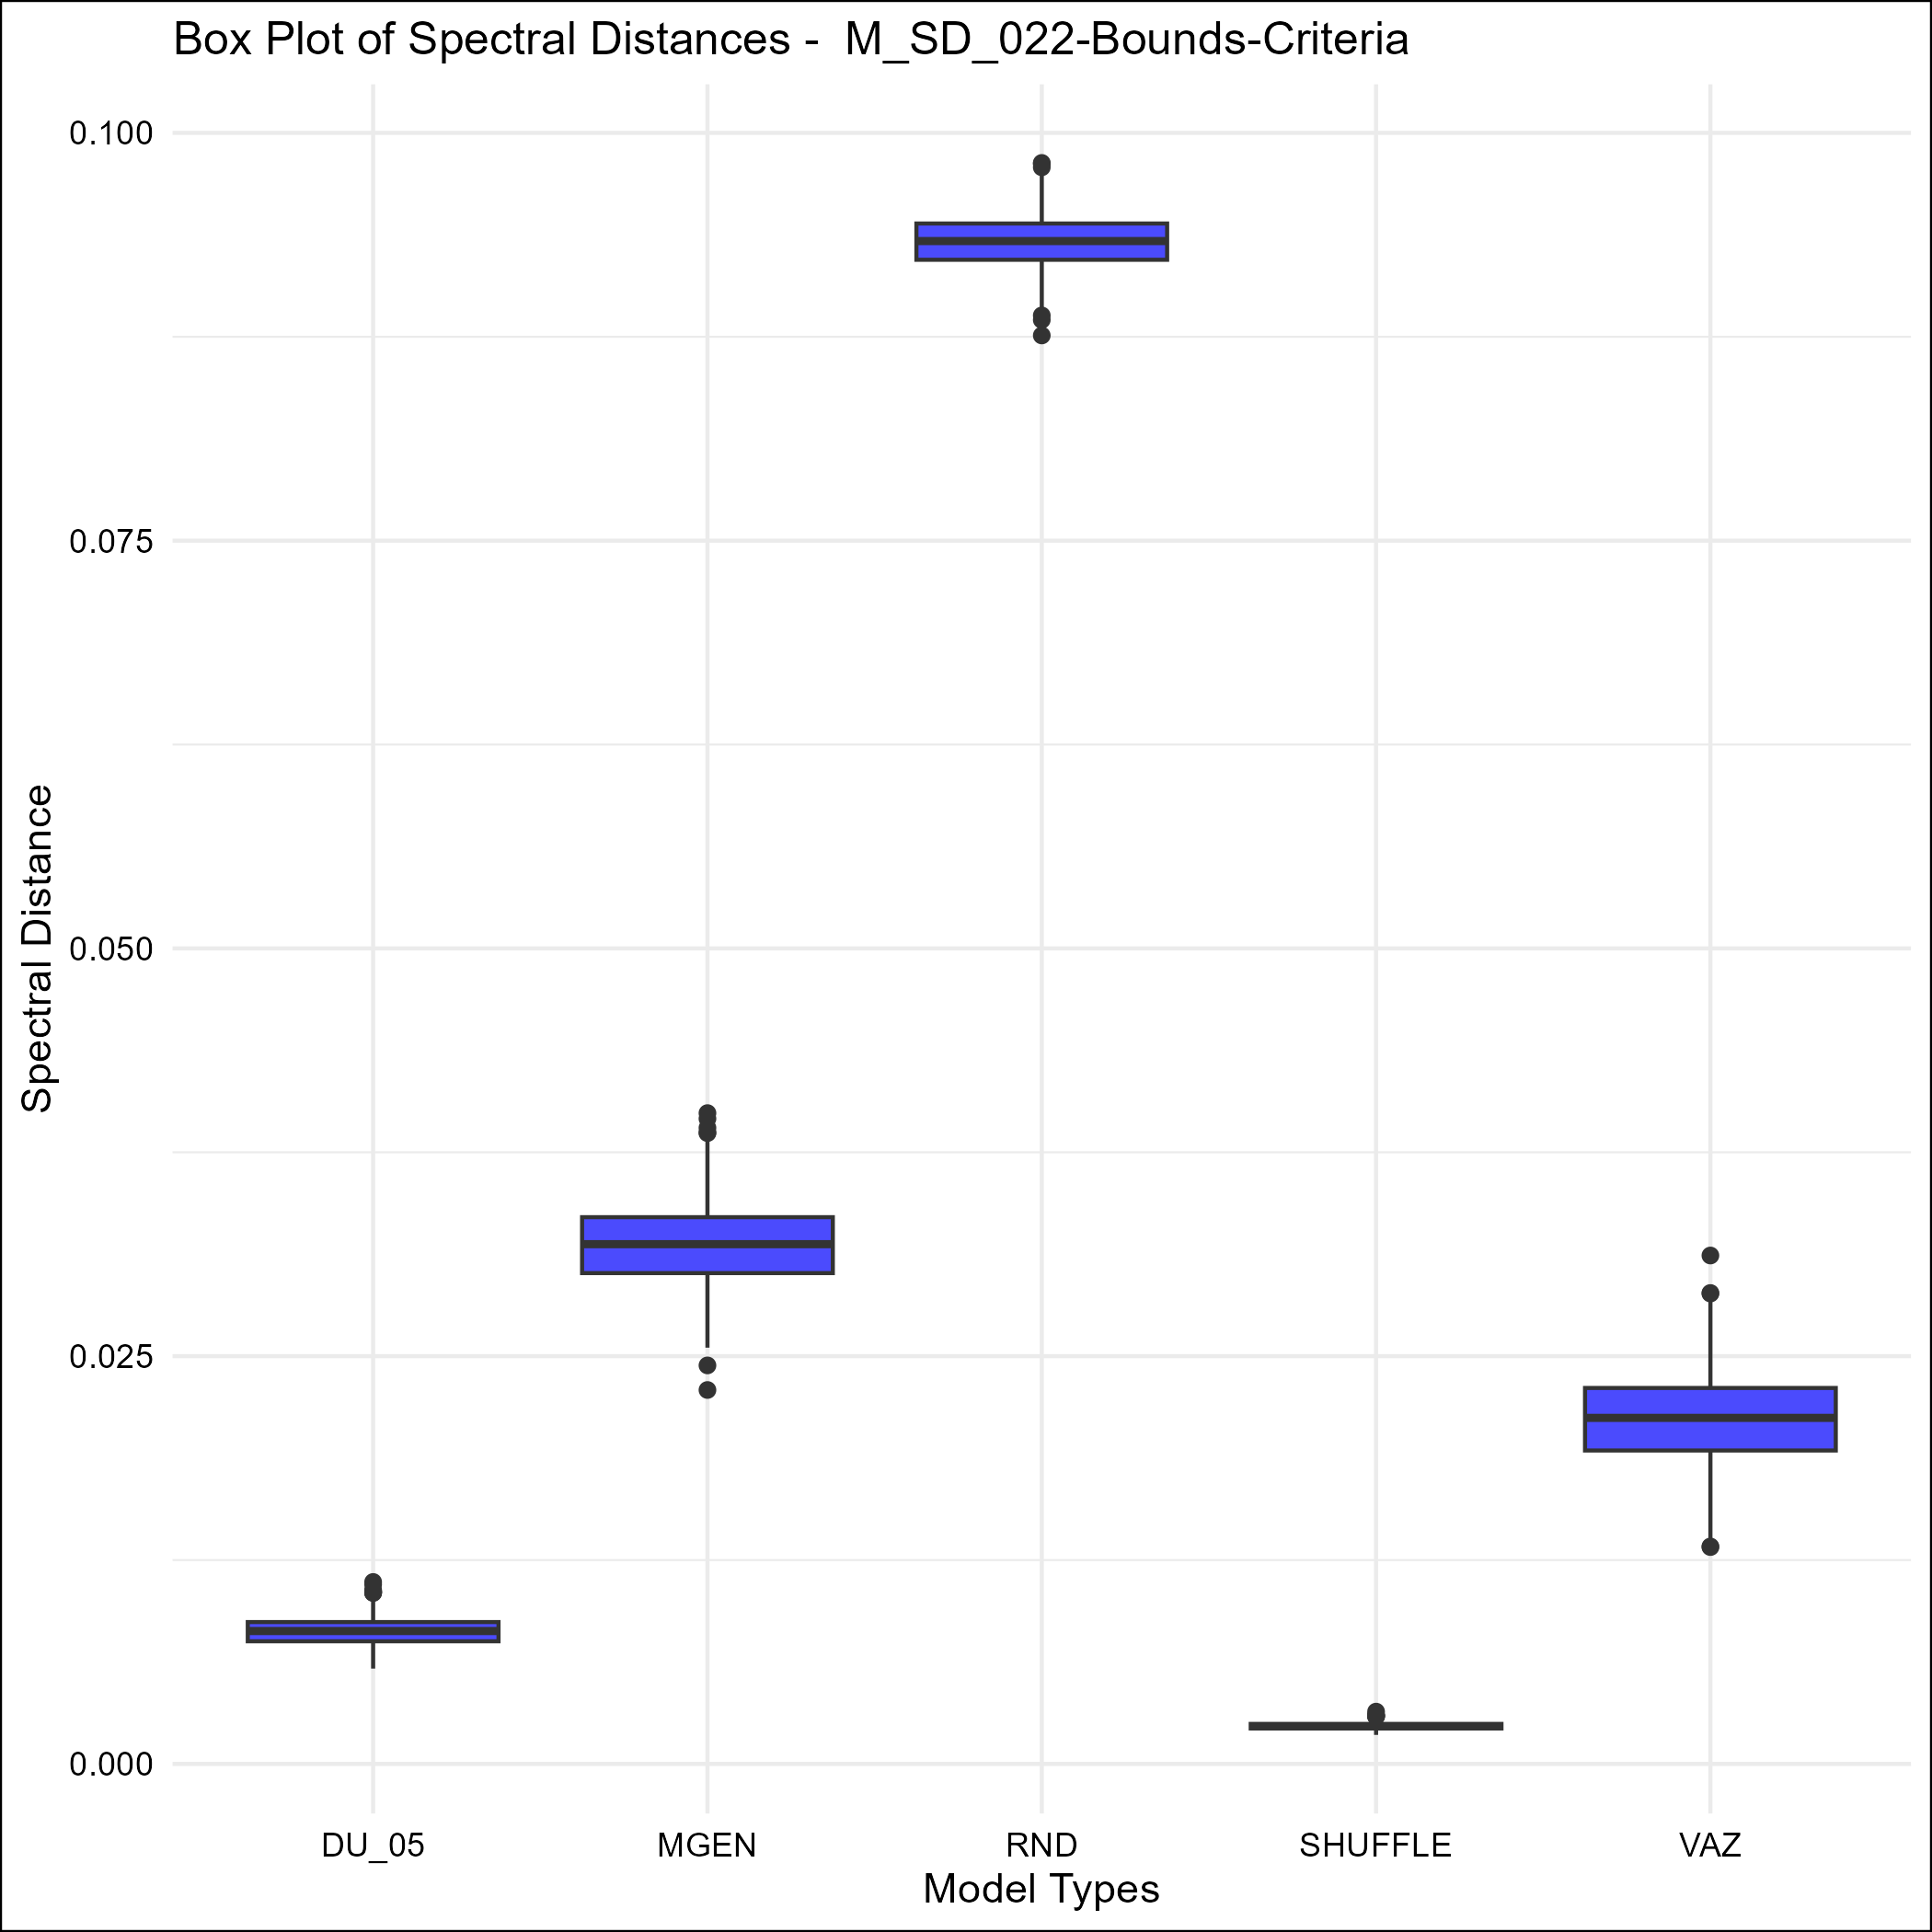 Box Plot of Spectral Distances -  M_SD_022-Bounds-Criteria
0.100
0.075
0.050
0.025
0.000
Spectral Distance
DU_05 MGEN RND SHUFFLE VAZ
Model Types